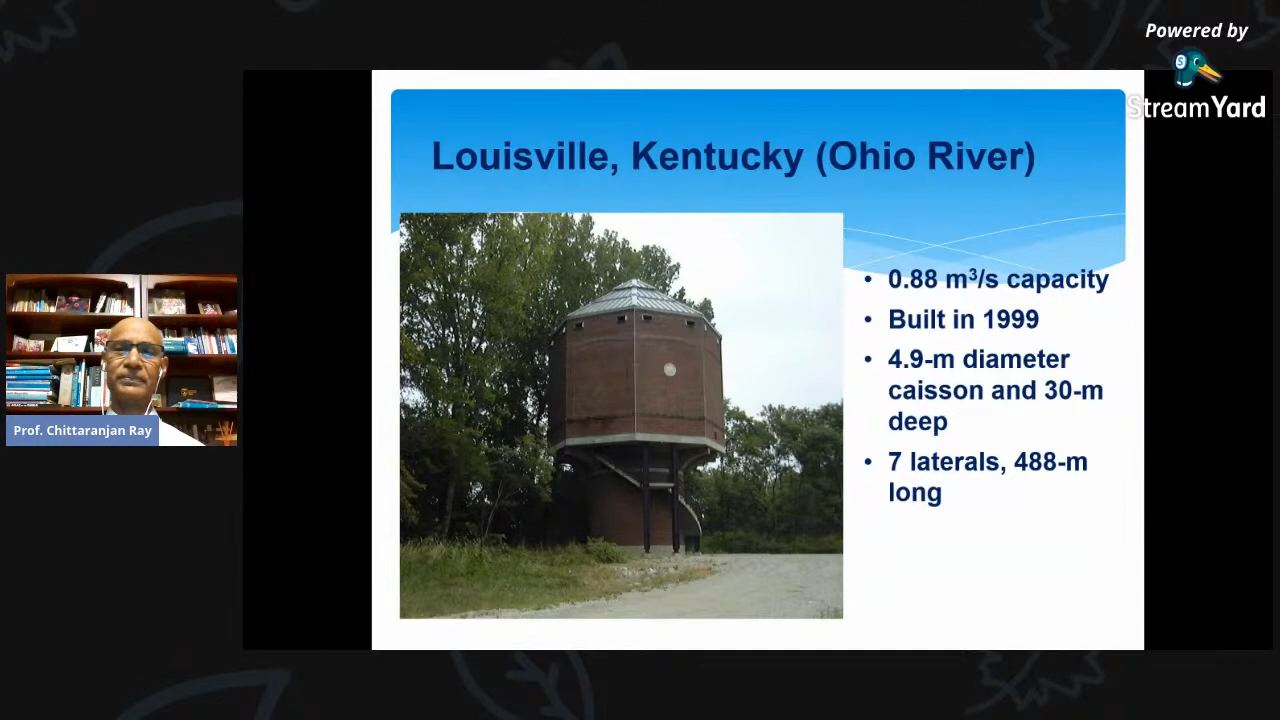 Powered by
StreamYard
Louisville, Kentucky (Ohio River)
• 0.88 m³/s capacity
• Built in 1999
• 4.9-m diameter
caisson and 30-m
deep
• 7 laterals, 488-m
long
Prof. Chittaranjan Ray